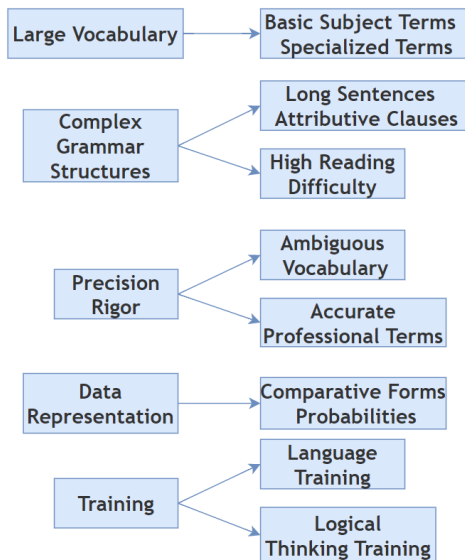 Large Vocabulary
Basic Subject Terms
Specialized Terms
Complex
Grammar
Structures
Long Sentences
Attributive Clauses
High Reading
Difficulty
Precision
Rigor
Ambiguous
Vocabulary
Accurate
Professional Terms
Data
Representation
Comparative Forms
Probabilities
Training
Language
Training
Logical
Thinking Training